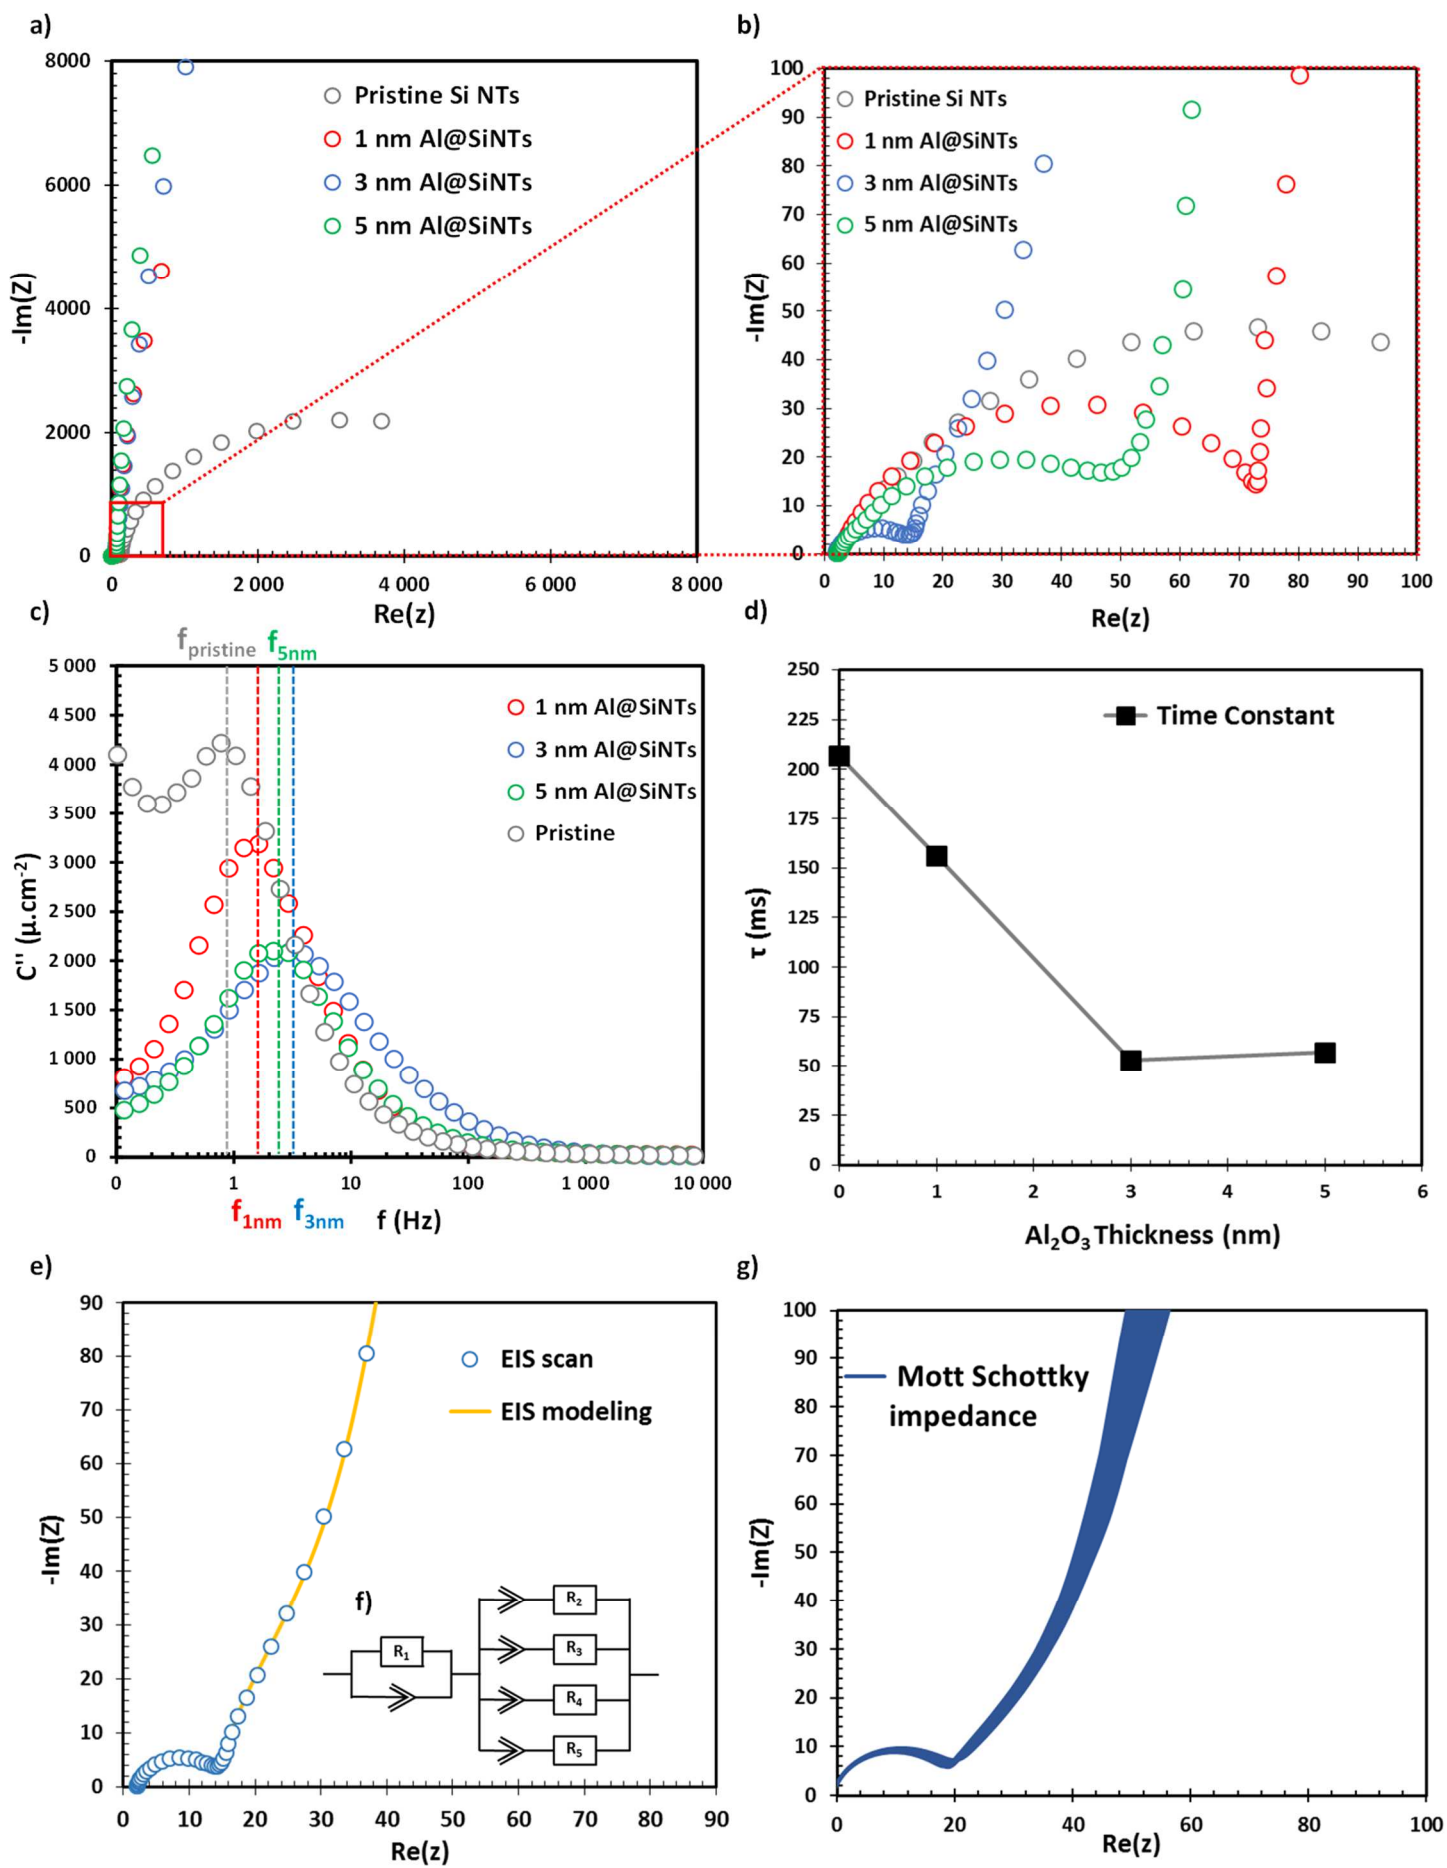 a)
8000
6000
4000
2000
0
-Im(Z)
Pristine Si NTs
1 nm Al@SiNTs
3 nm Al@SiNTs
5 nm Al@SiNTs
0 2 000 4 000 6 000 8 000
Re(z)
b)
100
90
80
70
60
50
40
30
20
10
0
-Im(Z)
Pristine Si NTs
1 nm Al@SiNTs
3 nm Al@SiNTs
5 nm Al@SiNTs
0 10 20 30 40 50 60 70 80 90 100
Re(z)
c)
fpristine f5nm
5 000
4 500
4 000
3 500
3 000
2 500
2 000
1 500
1 000
500
0
C'' (µ.cm-2)
1 nm Al@SiNTs
3 nm Al@SiNTs
5 nm Al@SiNTs
Pristine
0 1 10 100 1 000 10 000
f1nm f3nm f (Hz)
d)
250
225
200
175
150
125
100
75
50
25
0
τ (ms)
Time Constant
0 1 2 3 4 5 6
Al2O3 Thickness (nm)
e)
90
80
70
60
50
40
30
20
10
0
-Im(Z)
EIS scan
EIS modeling
f)
R1
R2
R3
R4
R5
0 10 20 30 40 50 60 70 80 90
Re(z)
g)
100
90
80
70
60
50
40
30
20
10
0
-Im(Z)
Mott Schottky
impedance
0 20 40 60 80 100
Re(z)